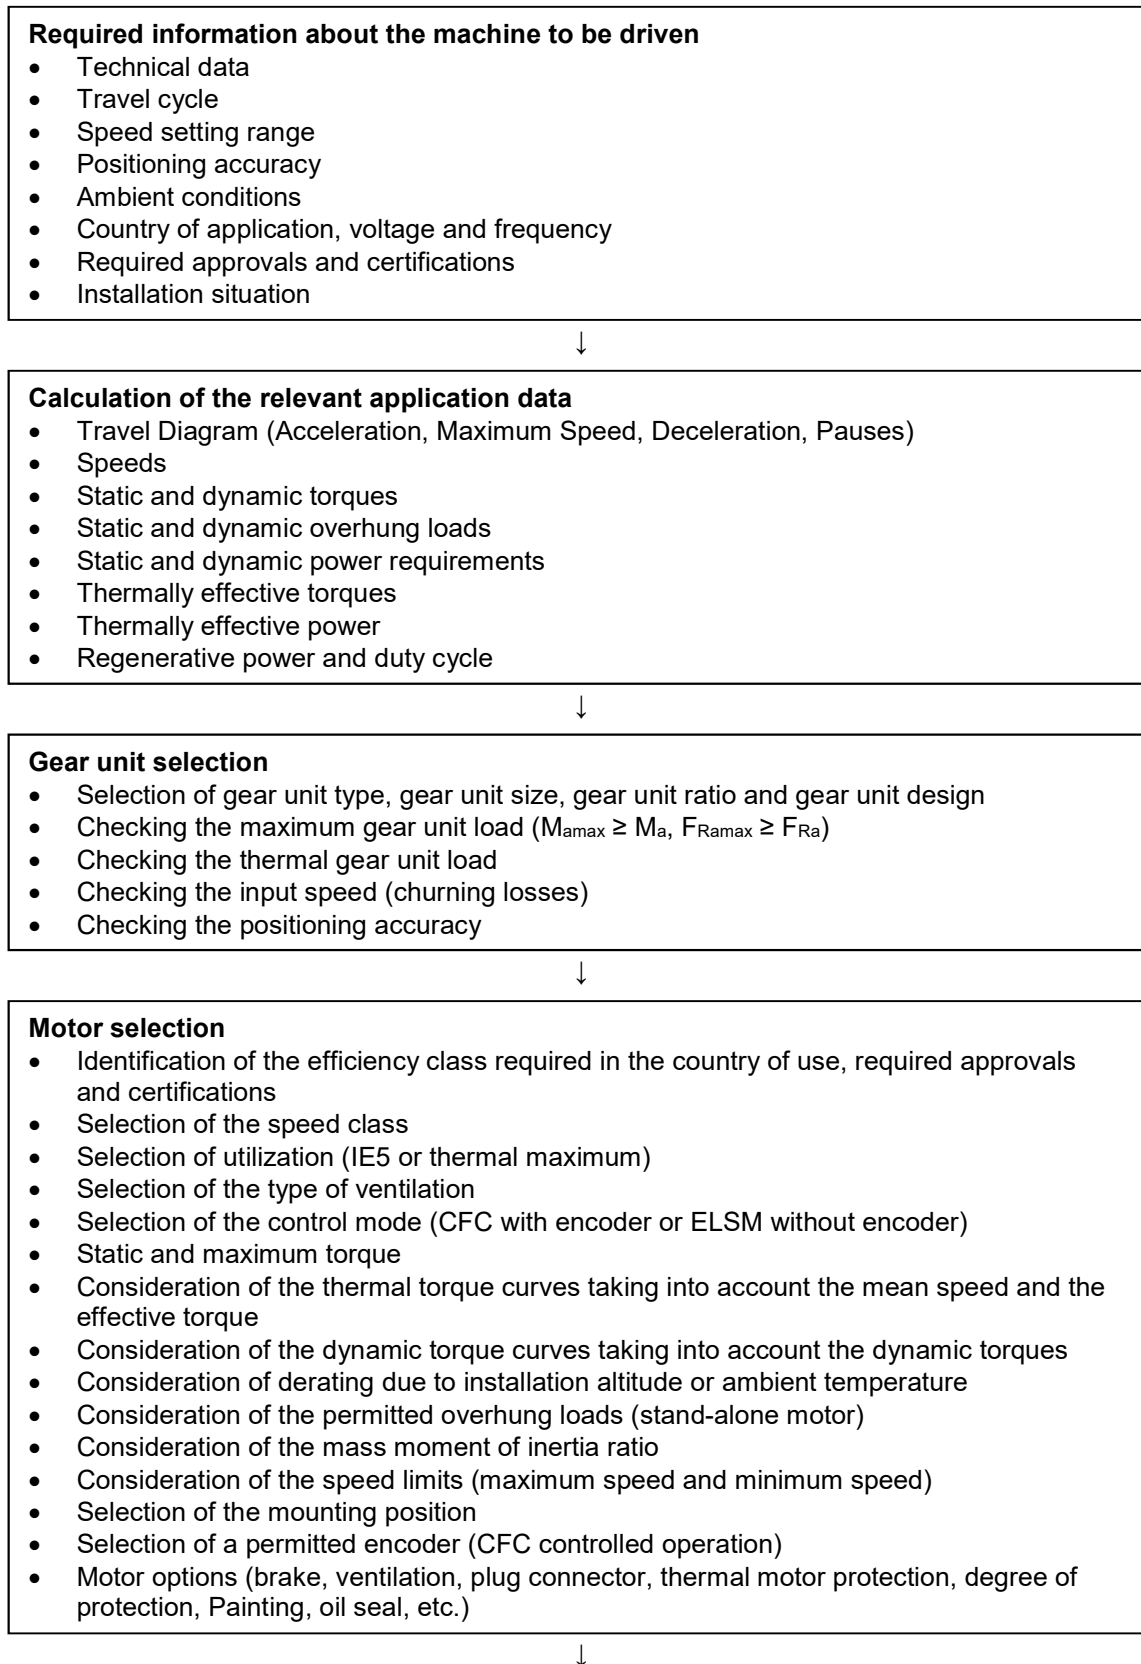 Required information about the machine to be driven
• Technical data
• Travel cycle
• Speed setting range
• Positioning accuracy
• Ambient conditions
• Country of application, voltage and frequency
• Required approvals and certifications
• Installation situation
↓
Calculation of the relevant application data
• Travel Diagram (Acceleration, Maximum Speed, Deceleration, Pauses)
• Speeds
• Static and dynamic torques
• Static and dynamic overhung loads
• Static and dynamic power requirements
• Thermally effective torques
• Thermally effective power
• Regenerative power and duty cycle
↓
Gear unit selection
• Selection of gear unit type, gear unit size, gear unit ratio and gear unit design
• Checking the maximum gear unit load (Mamax ≥ Ma, FRamax ≥ FRa)
• Checking the thermal gear unit load
• Checking the input speed (churning losses)
• Checking the positioning accuracy
↓
Motor selection
• Identification of the efficiency class required in the country of use, required approvals
and certifications
• Selection of the speed class
• Selection of utilization (IE5 or thermal maximum)
• Selection of the type of ventilation
• Selection of the control mode (CFC with encoder or ELSM without encoder)
• Static and maximum torque
• Consideration of the thermal torque curves taking into account the mean speed and the
effective torque
• Consideration of the dynamic torque curves taking into account the dynamic torques
• Consideration of derating due to installation altitude or ambient temperature
• Consideration of the permitted overhung loads (stand-alone motor)
• Consideration of the mass moment of inertia ratio
• Consideration of the speed limits (maximum speed and minimum speed)
• Selection of the mounting position
• Selection of a permitted encoder (CFC controlled operation)
• Motor options (brake, ventilation, plug connector, thermal motor protection, degree of
protection, Painting, oil seal, etc.)
↓